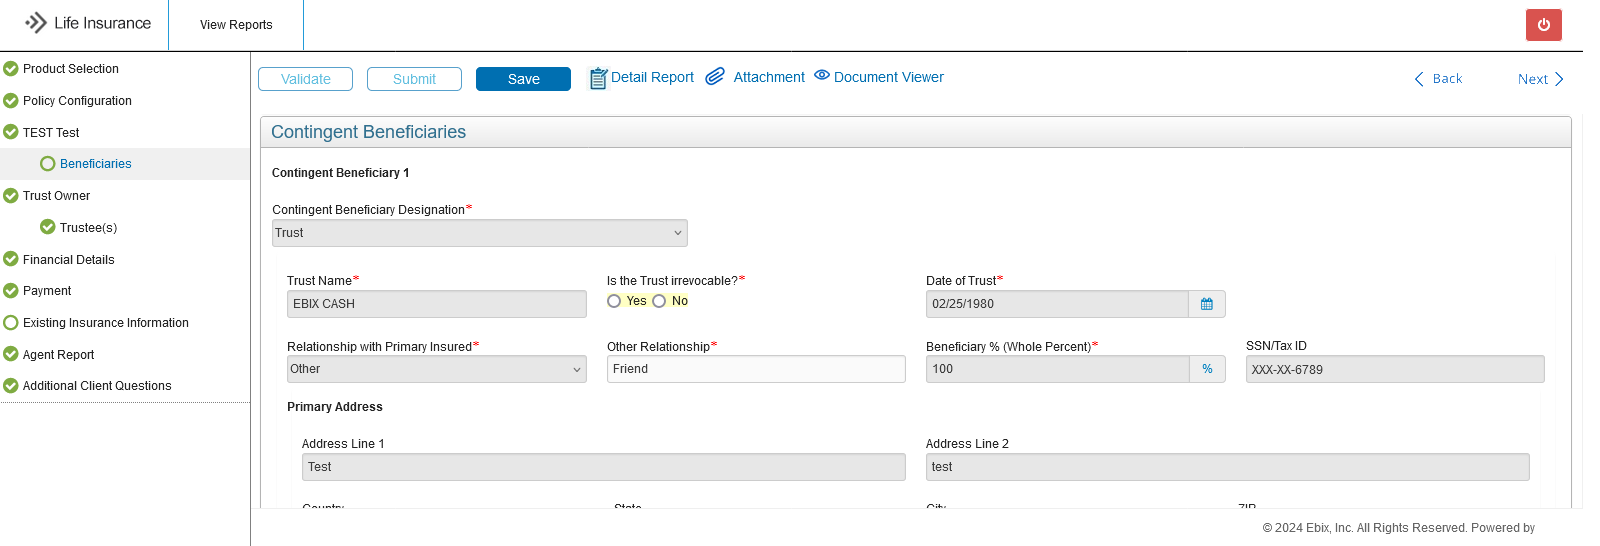 Life Insurance
View Reports
Product Selection
Policy Configuration
TEST Test
Beneficiaries
Trust Owner
Trustee(s)
Financial Details
Payment
Existing Insurance Information
Agent Report
Additional Client Questions
Validate
Submit
Save
Detail Report
Attachment
Document Viewer
Back
Next
Contingent Beneficiaries
Contingent Beneficiary 1
Contingent Beneficiary Designation*
Trust
Trust Name*
Is the Trust irrevocable?*
Date of Trust*
EBIX CASH
Yes No
02/25/1980
Relationship with Primary Insured*
Other Relationship*
Beneficiary % (Whole Percent)*
SSN/Tax ID
Other
Friend
100 %
XXX-XX-6789
Primary Address
Address Line 1
Address Line 2
Test
test
Country
State
City
ZIP
© 2024 Ebix, Inc. All Rights Reserved. Powered by